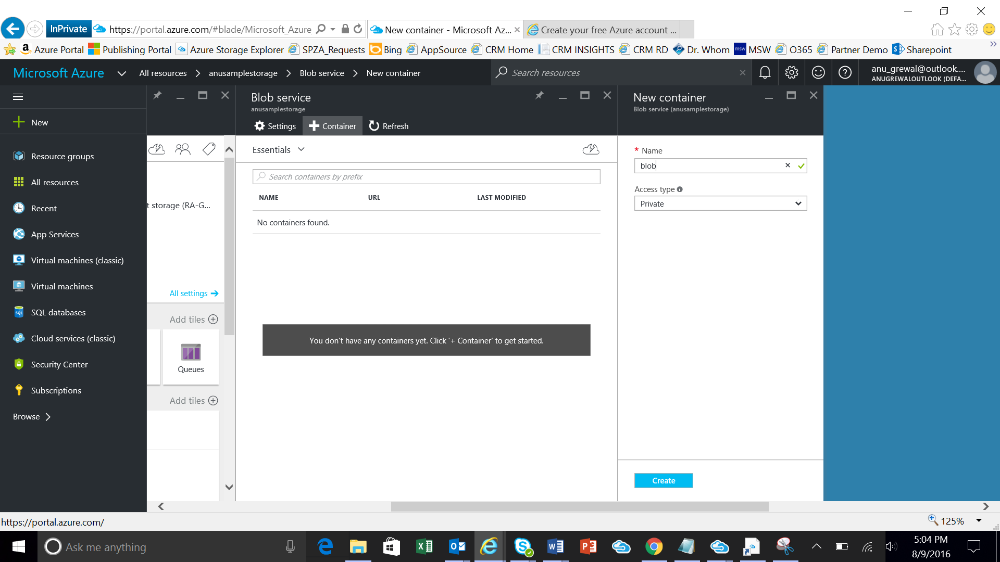 InPrivate
https://portal.azure.com/#blade/Microsoft_Azure_
New container - Microsoft Az...
Create your free Azure account ...
Azure Portal
Publishing Portal
Azure Storage Explorer
SPZA_Requests
Bing
AppSource
CRM Home
CRM INSIGHTS
CRM RD
Dr. Whom
msw
MSW
O365
Partner Demo
Sharepoint
Microsoft Azure
All resources
anusamplestorage
Blob service
New container
Search resources
anu_grewal@outlook....
ANUGREWALOUTLOOK (DEFA...
New
Resource groups
All resources
Recent
App Services
Virtual machines (classic)
Virtual machines
SQL
SQL databases
Cloud services (classic)
Security Center
Subscriptions
Browse
t storage (RA-G...
All settings
Add tiles
Queues
Add tiles
Blob service
anusamplestorage
Settings
Container
Refresh
Essentials
Search containers by prefix
NAME URL LAST MODIFIED
No containers found.
You don't have any containers yet. Click '+ Container' to get started.
New container
Blob service (anusamplestorage)
* Name
blob
Access type
Private
Create
https://portal.azure.com/
125%
Ask me anything
5:04 PM
8/9/2016